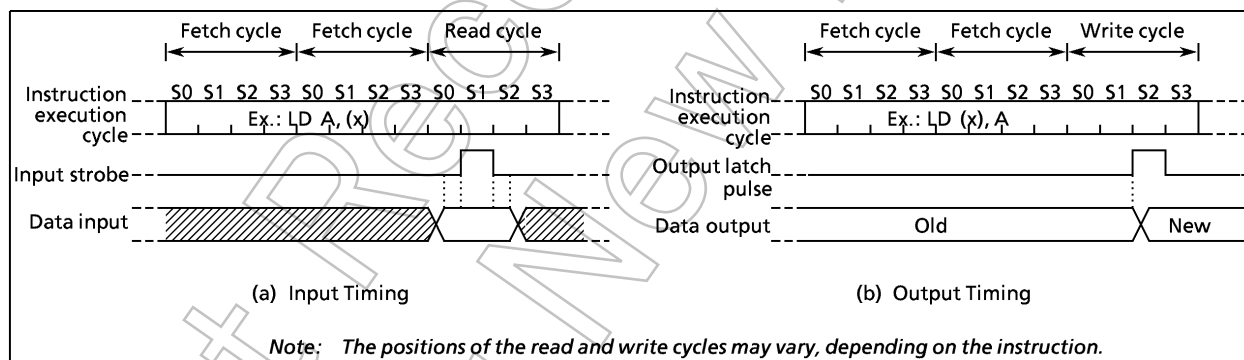 Fetch cycle Fetch cycle Read cycle
S0 S1 S2 S3 S0 S1 S2 S3 S0 S1 S2 S3
Instruction
execution
cycle
Ex.: LD A, (x)
Input strobe
Data input
(a) Input Timing
Fetch cycle Fetch cycle Write cycle
S0 S1 S2 S3 S0 S1 S2 S3 S0 S1 S2 S3
Instruction
execution
cycle
Ex.: LD (x), A
Output latch
pulse
Data output
Old
New
(b) Output Timing
Note: The positions of the read and write cycles may vary, depending on the instruction.
New